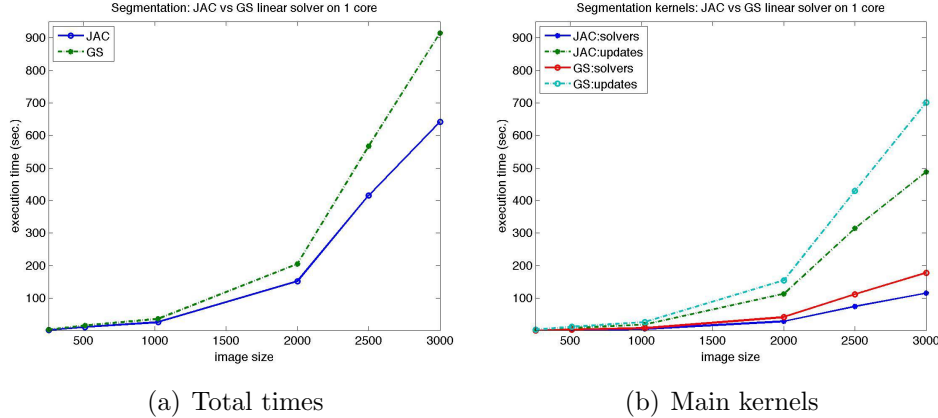 Segmentation: JAC vs GS linear solver on 1 core
900
800
700
600
500
400
300
200
100
execution time (sec.)
JAC
GS
500
1000
1500
2000
2500
3000
image size
(a) Total times
Segmentation kernels: JAC vs GS linear solver on 1 core
900
800
700
600
500
400
300
200
100
execution time (sec.)
JAC:solvers
JAC:updates
GS:solvers
GS:updates
500
1000
1500
2000
2500
3000
image size
(b) Main kernels